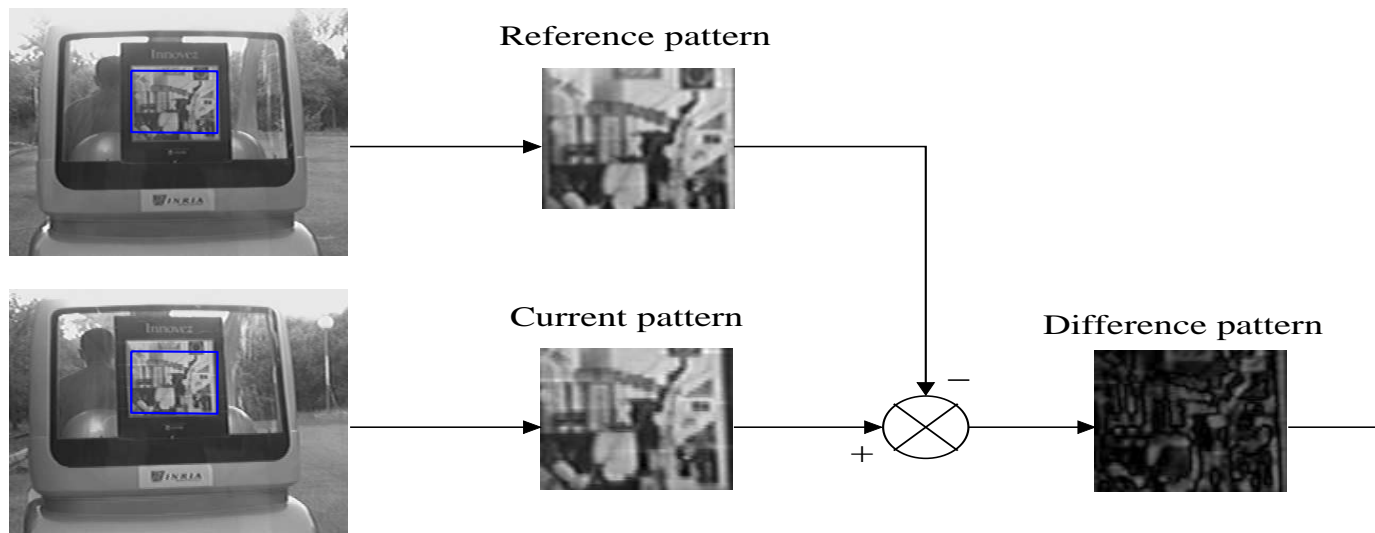 Reference pattern
Innovez
INRIA
Current pattern
Difference pattern
Innovez
−
+
INRIA